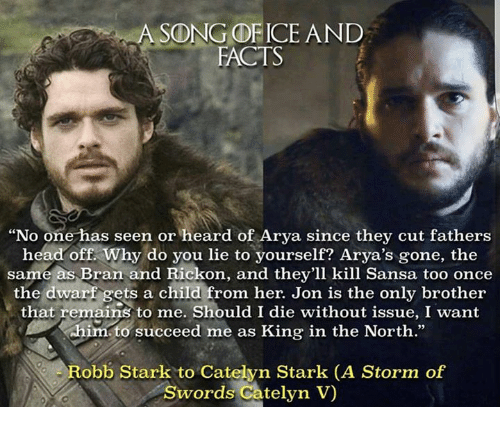 A SONG OF ICE AND
FACTS
“No one has seen or heard of Arya since they cut fathers
head off. Why do you lie to yourself? Arya’s gone, the
same as Bran and Rickon, and they’ll kill Sansa too once
the dwarf gets a child from her. Jon is the only brother
that remains to me. Should I die without issue, I want
him to succeed me as King in the North.”
- Robb Stark to Catelyn Stark (A Storm of
Swords Catelyn V)